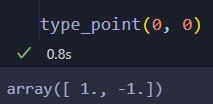 type_point(0, 0)
✓ 0.8s
array([ 1., -1.])